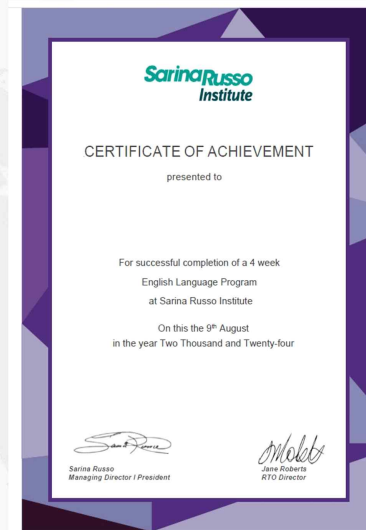 SarinaRusso
Institute
CERTIFICATE OF ACHIEVEMENT
presented to
For successful completion of a 4 week
English Language Program
at Sarina Russo Institute
On this the 9th August
in the year Two Thousand and Twenty-four
Sarina Russo
Managing Director I President
Jane Roberts
RTO Director